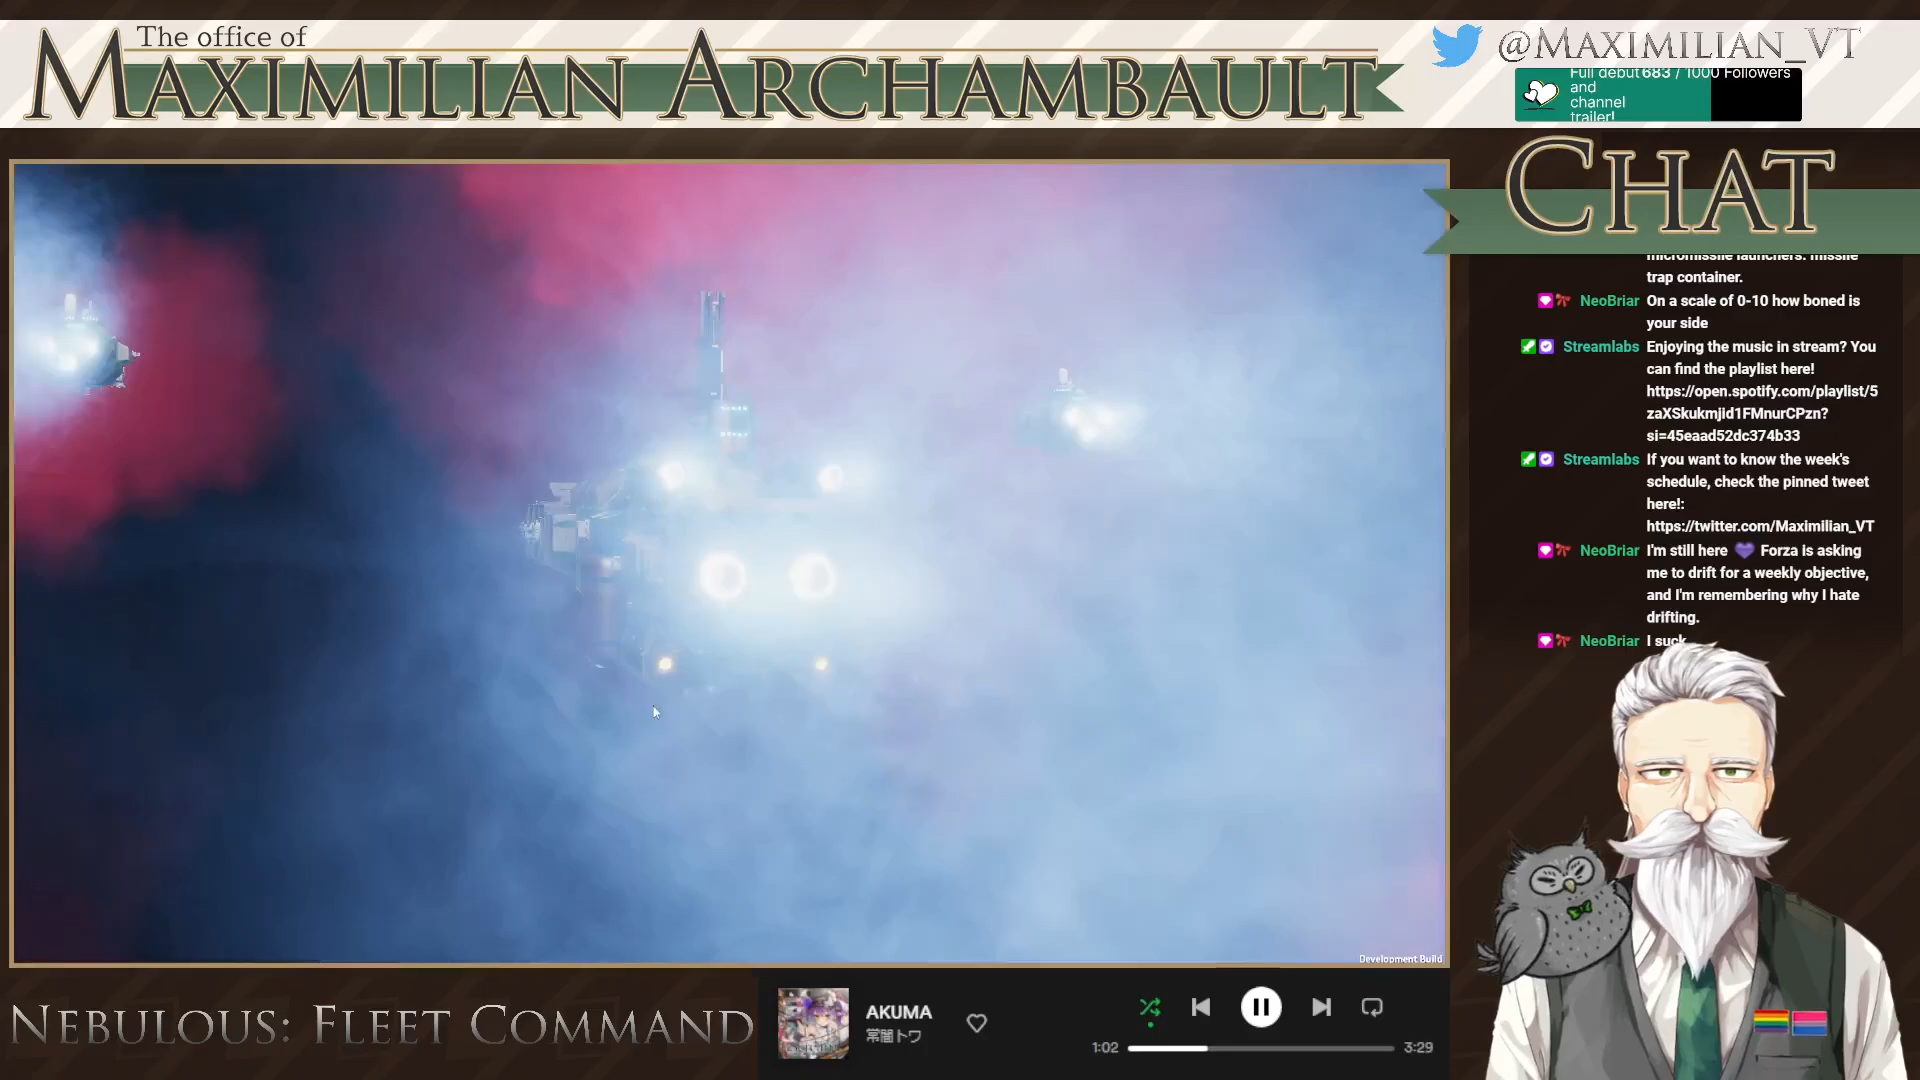 The office of
MAXIMILIAN ARCHAMBAULT
@MAXIMILIAN_VT
Full debut 683 / 1000 Followers
and
channel
trailer!
CHAT
micromissile launchers. missile
trap container.
NeoBriar On a scale of 0-10 how boned is
your side
Streamlabs Enjoying the music in stream? You
can find the playlist here!
https://open.spotify.com/playlist/5
zaXSkukmjid1FMnurCPzn?
si=45eaad52dc374b33
Streamlabs If you want to know the week's
schedule, check the pinned tweet
here!:
https://twitter.com/Maximilian_VT
NeoBriar I'm still here 💜 Forza is asking
me to drift for a weekly objective,
and I'm remembering why I hate
drifting.
NeoBriar I suck
Development Build
NEBULOUS: FLEET COMMAND
AKUMA
常闇トワ
1:02
3:29